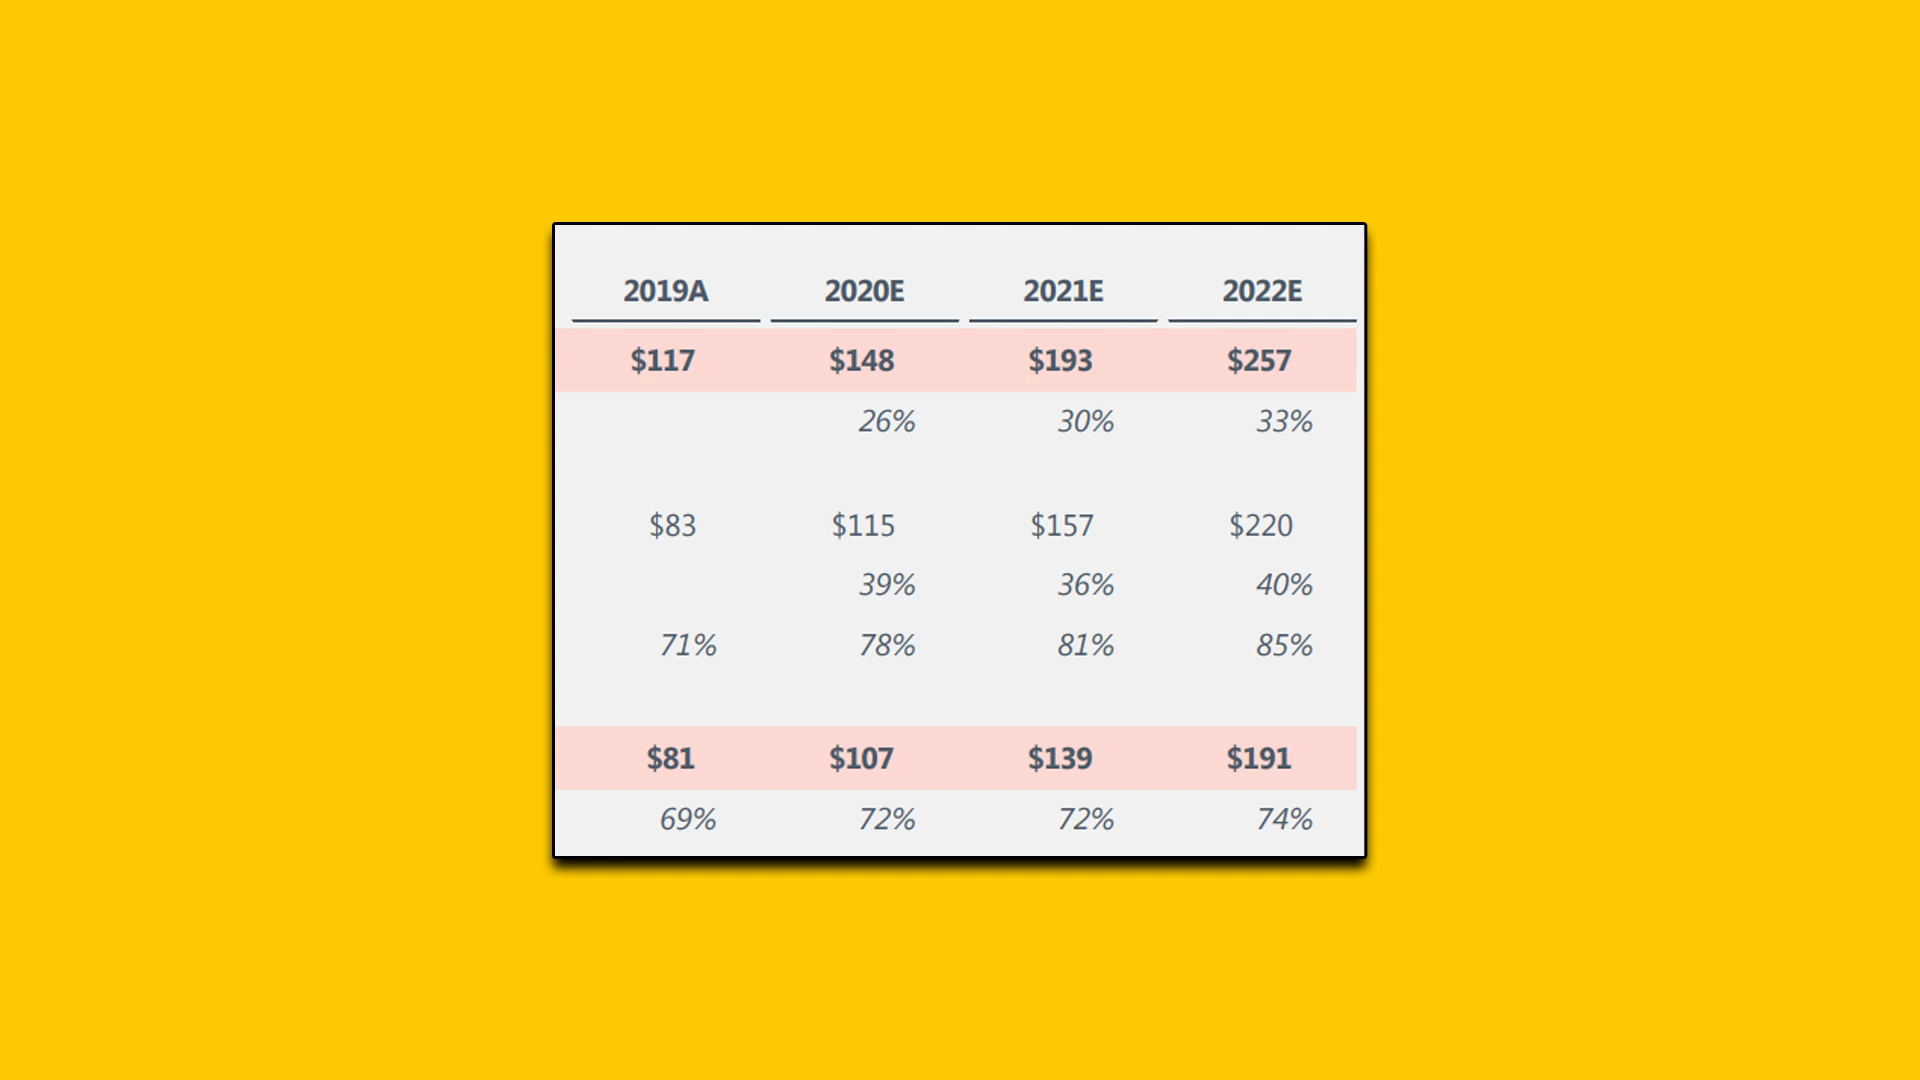 2019A 2020E 2021E 2022E
$117 $148 $193 $257
26% 30% 33%
$83 $115 $157 $220
39% 36% 40%
71% 78% 81% 85%
$81 $107 $139 $191
69% 72% 72% 74%